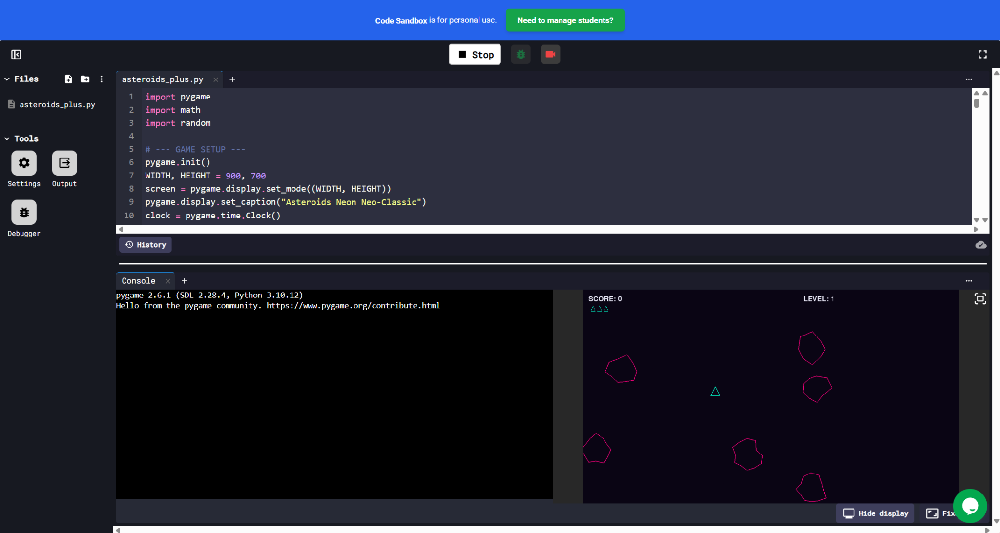 Code Sandbox is for personal use. Need to manage students?
Stop
Files
asteroids_plus.py
Tools
Settings Output
Debugger
asteroids_plus.py × +
1 import pygame
2 import math
3 import random
4
5 # --- GAME SETUP ---
6 pygame.init()
7 WIDTH, HEIGHT = 900, 700
8 screen = pygame.display.set_mode((WIDTH, HEIGHT))
9 pygame.display.set_caption("Asteroids Neon Neo-Classic")
10 clock = pygame.time.Clock()
History
Console × +
pygame 2.6.1 (SDL 2.28.4, Python 3.10.12)
Hello from the pygame community. https://www.pygame.org/contribute.html
SCORE: 0 LEVEL: 1
Hide display Fix